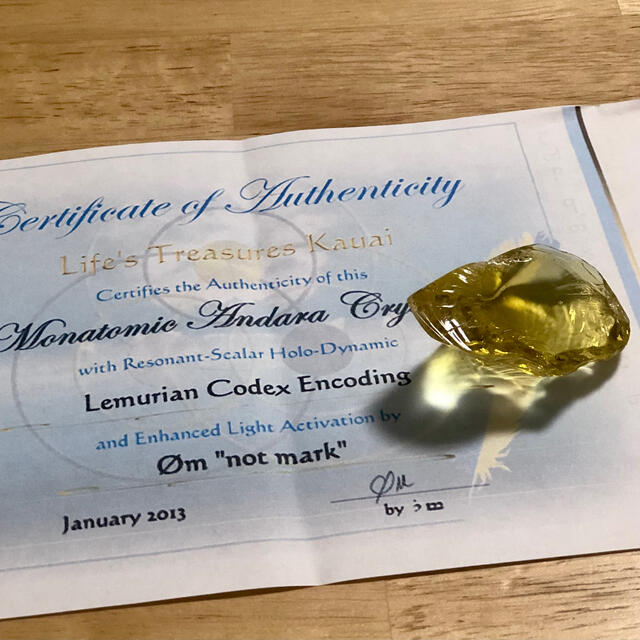 Certificate of Authenticity
Life's Treasures Kauai
Certifies the Authenticity of this
Monatomic Andara Cry
with Resonant-Scalar Holo-Dynamic
Lemurian Codex Encoding
and Enhanced Light Activation by
Øm "not mark"
January 2013
by